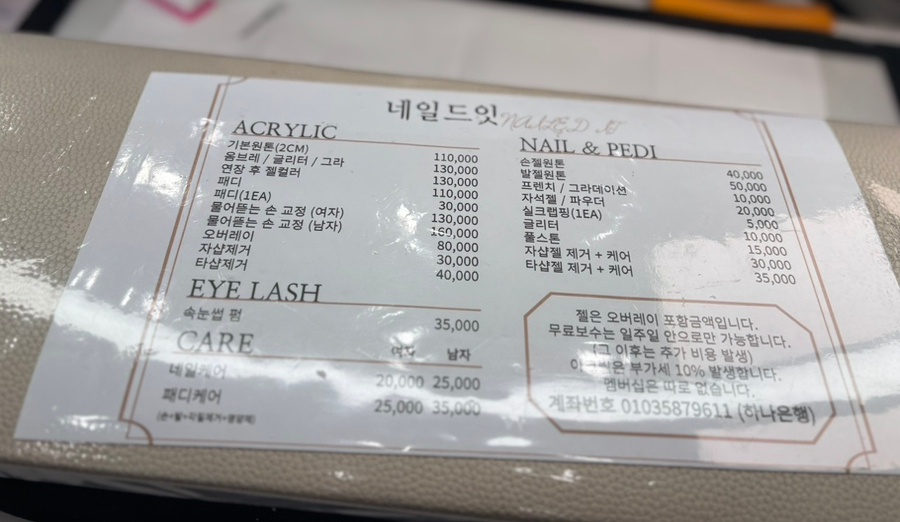 네일드잇 NAILED IT
ACRYLIC
기본원톤(2CM) 110,000
옴브레 / 글리터 / 그라 130,000
연장 후 젤컬러 130,000
패디 110,000
패디(1EA) 30,000
물어뜯는 손 교정 (여자) 130,000
물어뜯는 손 교정 (남자) 160,000
오버레이 80,000
자샵제거 30,000
타샵제거 40,000
EYE LASH
속눈썹 펌 35,000
CARE
여자 남자
네일케어 20,000 25,000
패디케어 25,000 35,000
(손+발+각질제거+영양제)
NAIL & PEDI
손젤원톤 40,000
발젤원톤 50,000
프렌치 / 그라데이션 10,000
자석젤 / 파우더 20,000
실크랩핑(1EA) 5,000
글리터 10,000
풀스톤 15,000
자샵젤 제거 + 케어 30,000
타샵젤 제거 + 케어 35,000
젤은 오버레이 포함금액입니다.
무료보수는 일주일 안으로만 가능합니다.
(그 이후는 추가 비용 발생)
부가세 10% 발생합니다.
멤버십은 따로 없습니다.
계좌번호 01035879611 (하나은행)